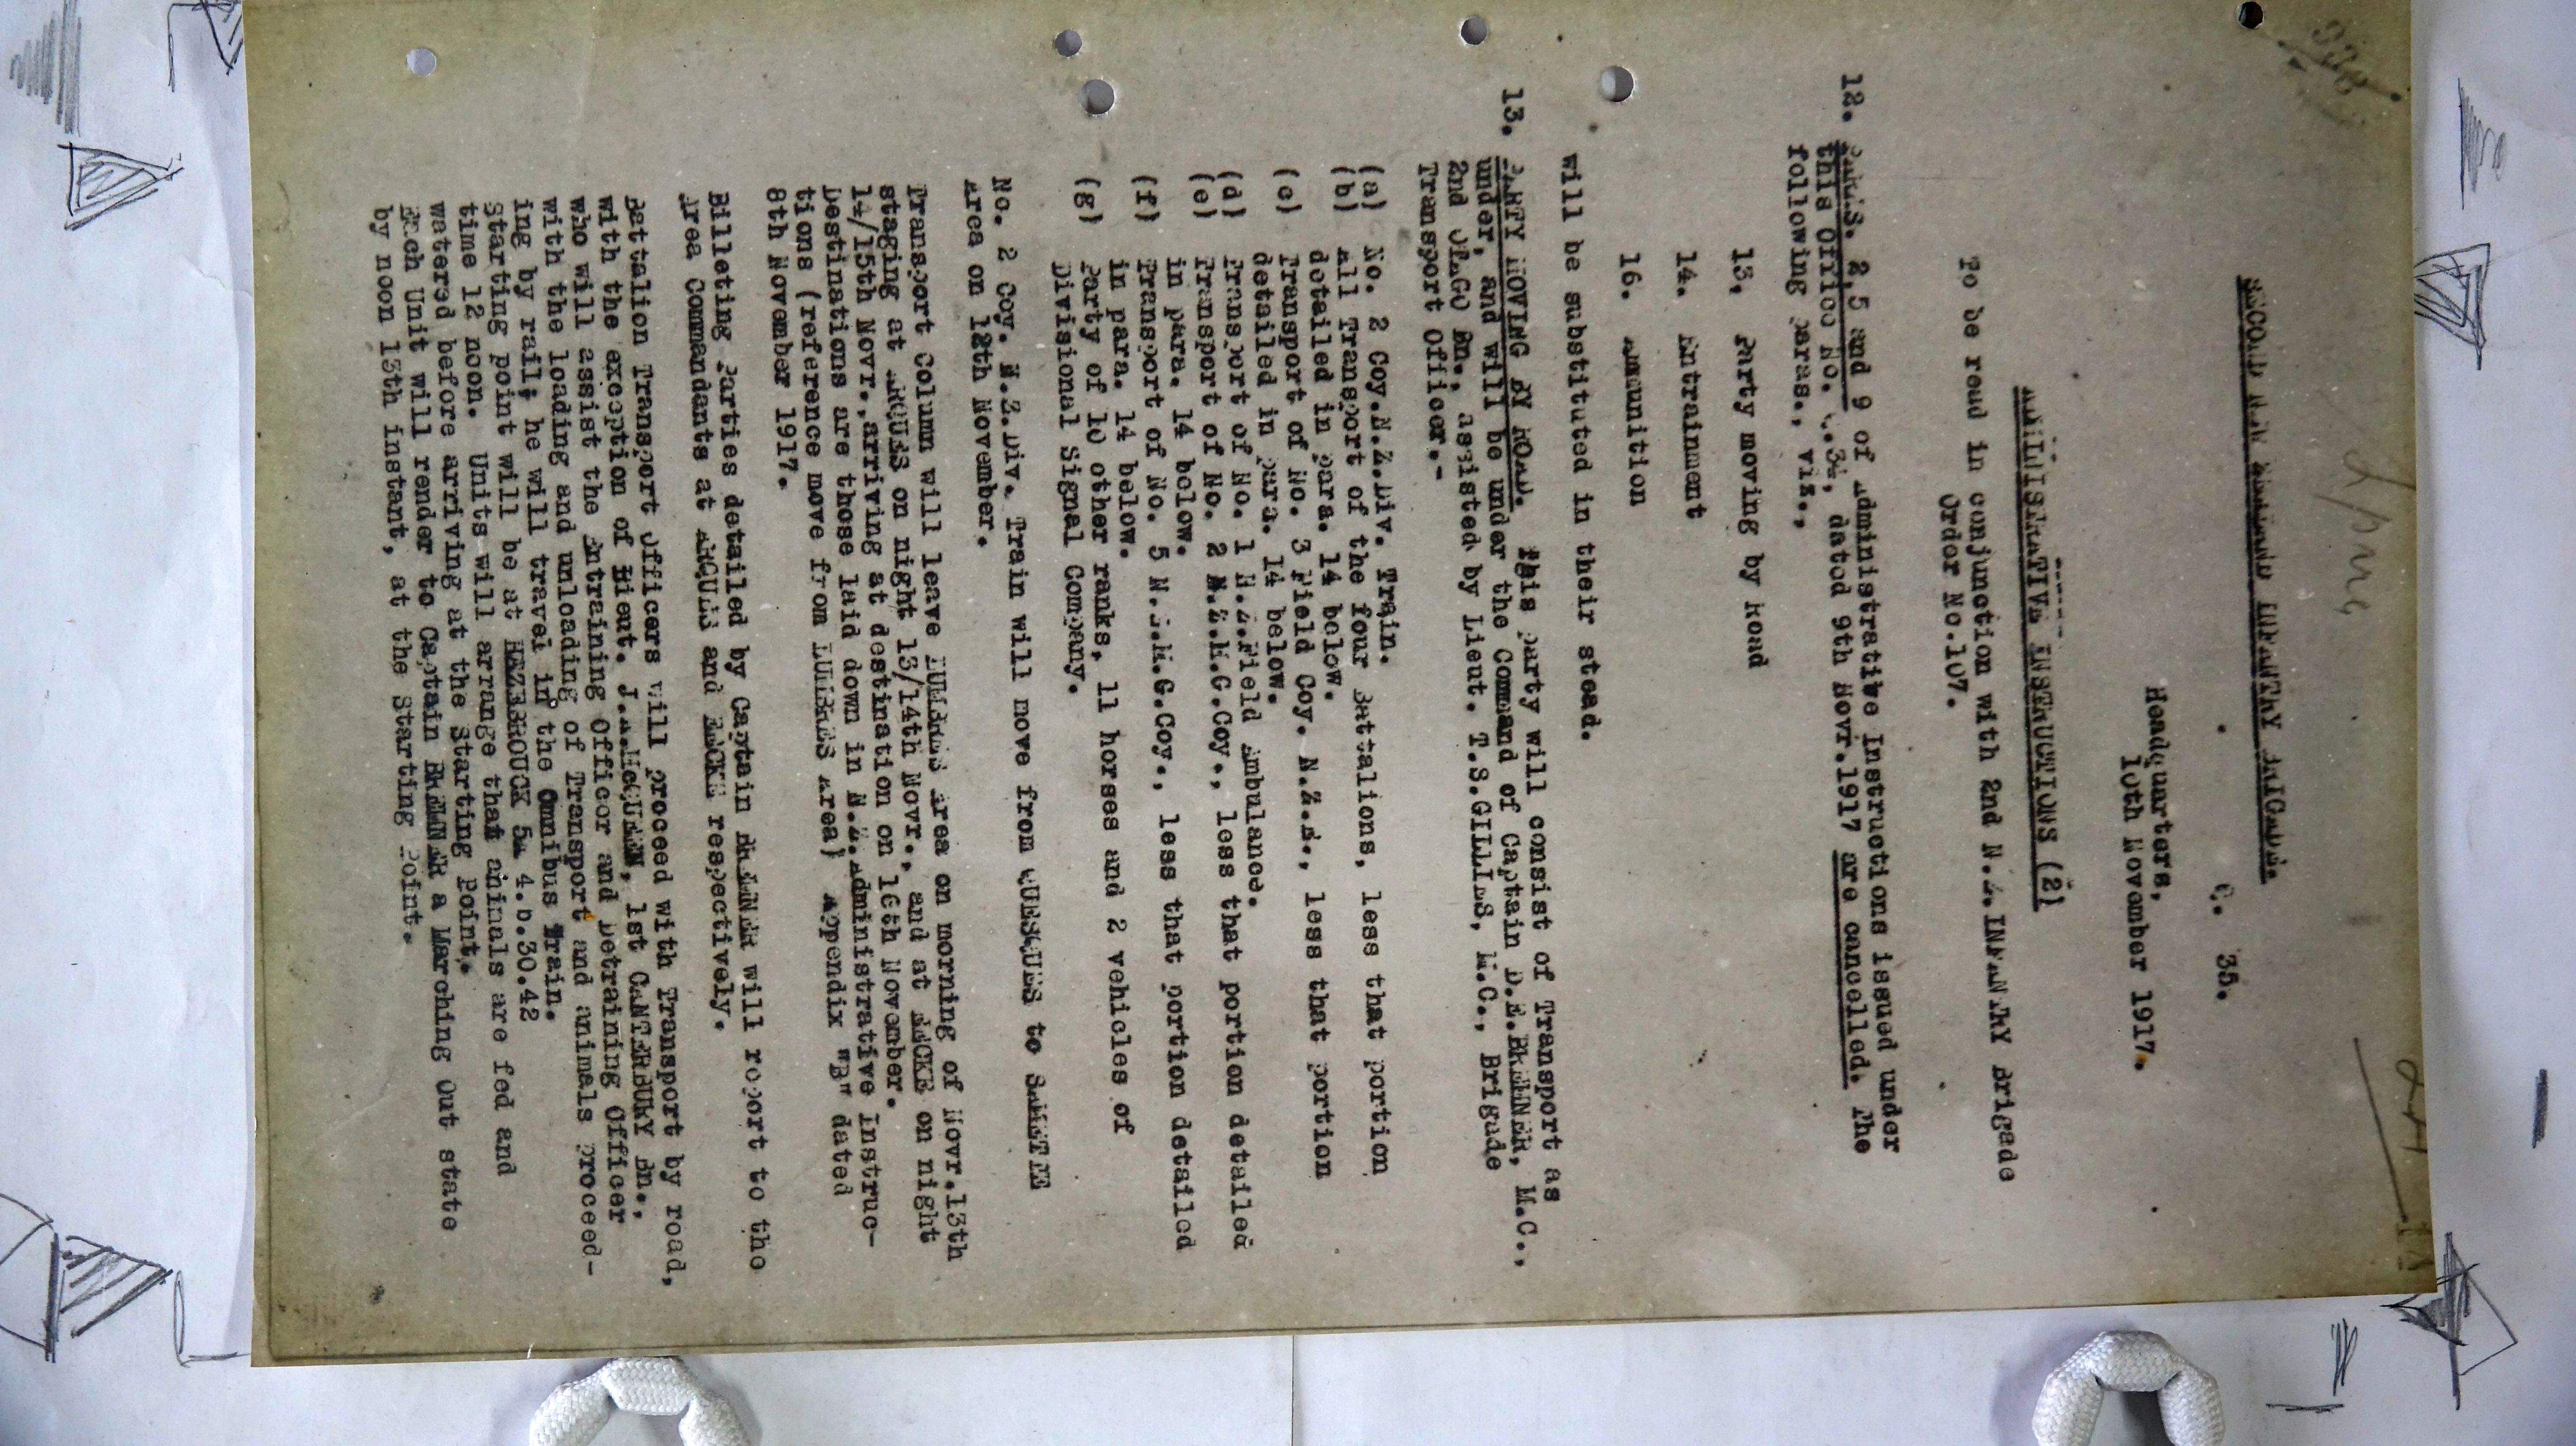 SECOND NEW ZEALAND INFANTRY BRIGADE.
Q. 35.
Headquarters,
10th November 1917.
ADMINISTRATIVE INSTRUCTIONS (2)
To be read in conjunction with 2nd N.Z.INFANTRY Brigade
Order No.107.
12. PARAS. 2,5 and 9 of Administrative Instructions issued under
this Office No. Q.34, dated 9th Novr.1917 are cancelled. The
following paras., viz.,
13, Party moving by Road
14. Entrainment
16. Ammunition
will be substituted in their stead.
13. PARTY MOVING BY ROAD. This party will consist of Transport as
under, and will be under the Command of Captain D.E.BREMNER, M.C.,
2nd OTAGO Bn., assisted by Lieut. T.S.GILLIES, M.C., Brigade
Transport Officer.-
(a) No. 2 Coy.N.Z.Div. Train.
(b) All Transport of the four Battalions, less that portion
detailed in para. 14 below.
(c) Transport of No. 3 Field Coy. N.Z.E., less that portion
detailed in para. 14 below.
(d) Transport of No. 1 N.Z.Field Ambulance.
(e) Transport of No. 2 N.Z.M.G.Coy., less that portion detailed
in para. 14 below.
(f) Transport of No. 5 N.Z.M.G.Coy., less that portion detailed
in para. 14 below.
(g) Party of 10 other ranks, 11 horses and 2 vehicles of
Divisional Signal Company.
No. 2 Coy. N.Z.Div. Train will move from QUESQUES to SAMETTE
Area on 12th November.
Transport Column will leave LUMBRES Area on morning of Novr.13th
staging at ARQUES on night 13/14th Novr., and at EECKE on night
14/15th Novr.,arriving at destination on 15th November.
Destinations are those laid down in N.Z.Administrative Instruc-
tions (reference move from LUMBRES Area) Appendix "B" dated
8th November 1917.
Billeting Parties detailed by Captain BREMNER will report to the
Area Commandants at ARQUES and EECKE respectively.
Battalion Transport Officers will proceed with Transport by road,
with the exception of Lieut. J.A.McQUEEN, 1st CANTERBURY Bn.,
who will assist the Entraining Officer and Detraining Officer
with the loading and unloading of Transport and animals proceed-
ing by rail; he will travel in the Omnibus Train.
Starting point will be at HAZEBROUCK 5A 4.D.30.42
time 12 noon. Units will arrange that animals are fed and
watered before arriving at the Starting Point.
Each Unit will render to Captain BREMNER a Marching Out state
by noon 13th instant, at the Starting Point.